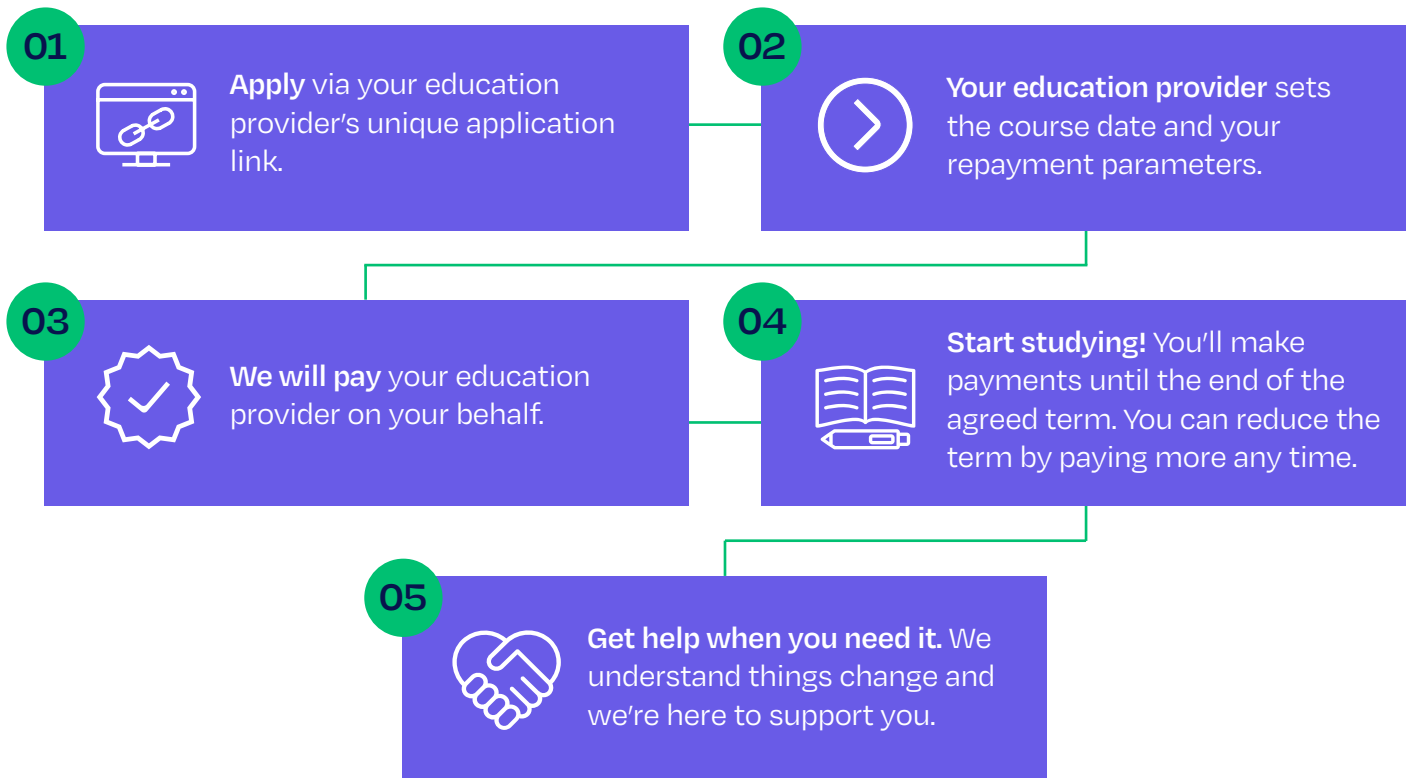 01
Apply via your education
provider’s unique application
link.
02
Your education provider sets
the course date and your
repayment parameters.
03
We will pay your education
provider on your behalf.
04
Start studying! You’ll make
payments until the end of the
agreed term. You can reduce the
term by paying more any time.
05
Get help when you need it. We
understand things change and
we’re here to support you.